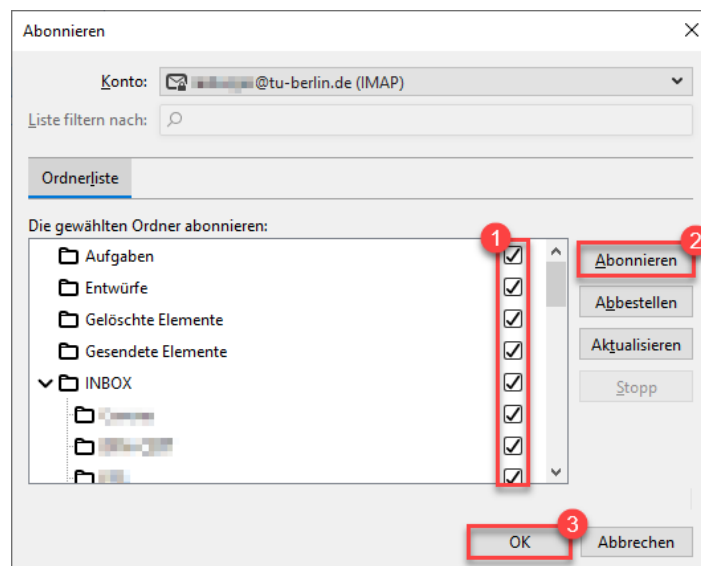 Abonnieren
Konto: @tu-berlin.de (IMAP)
Liste filtern nach:
Ordnerliste
Die gewählten Ordner abonnieren:
1
2
Aufgaben
Abonnieren
Entwürfe
Abbestellen
Gelöschte Elemente
Gesendete Elemente
Aktualisieren
INBOX
Stopp
3
OK
Abbrechen